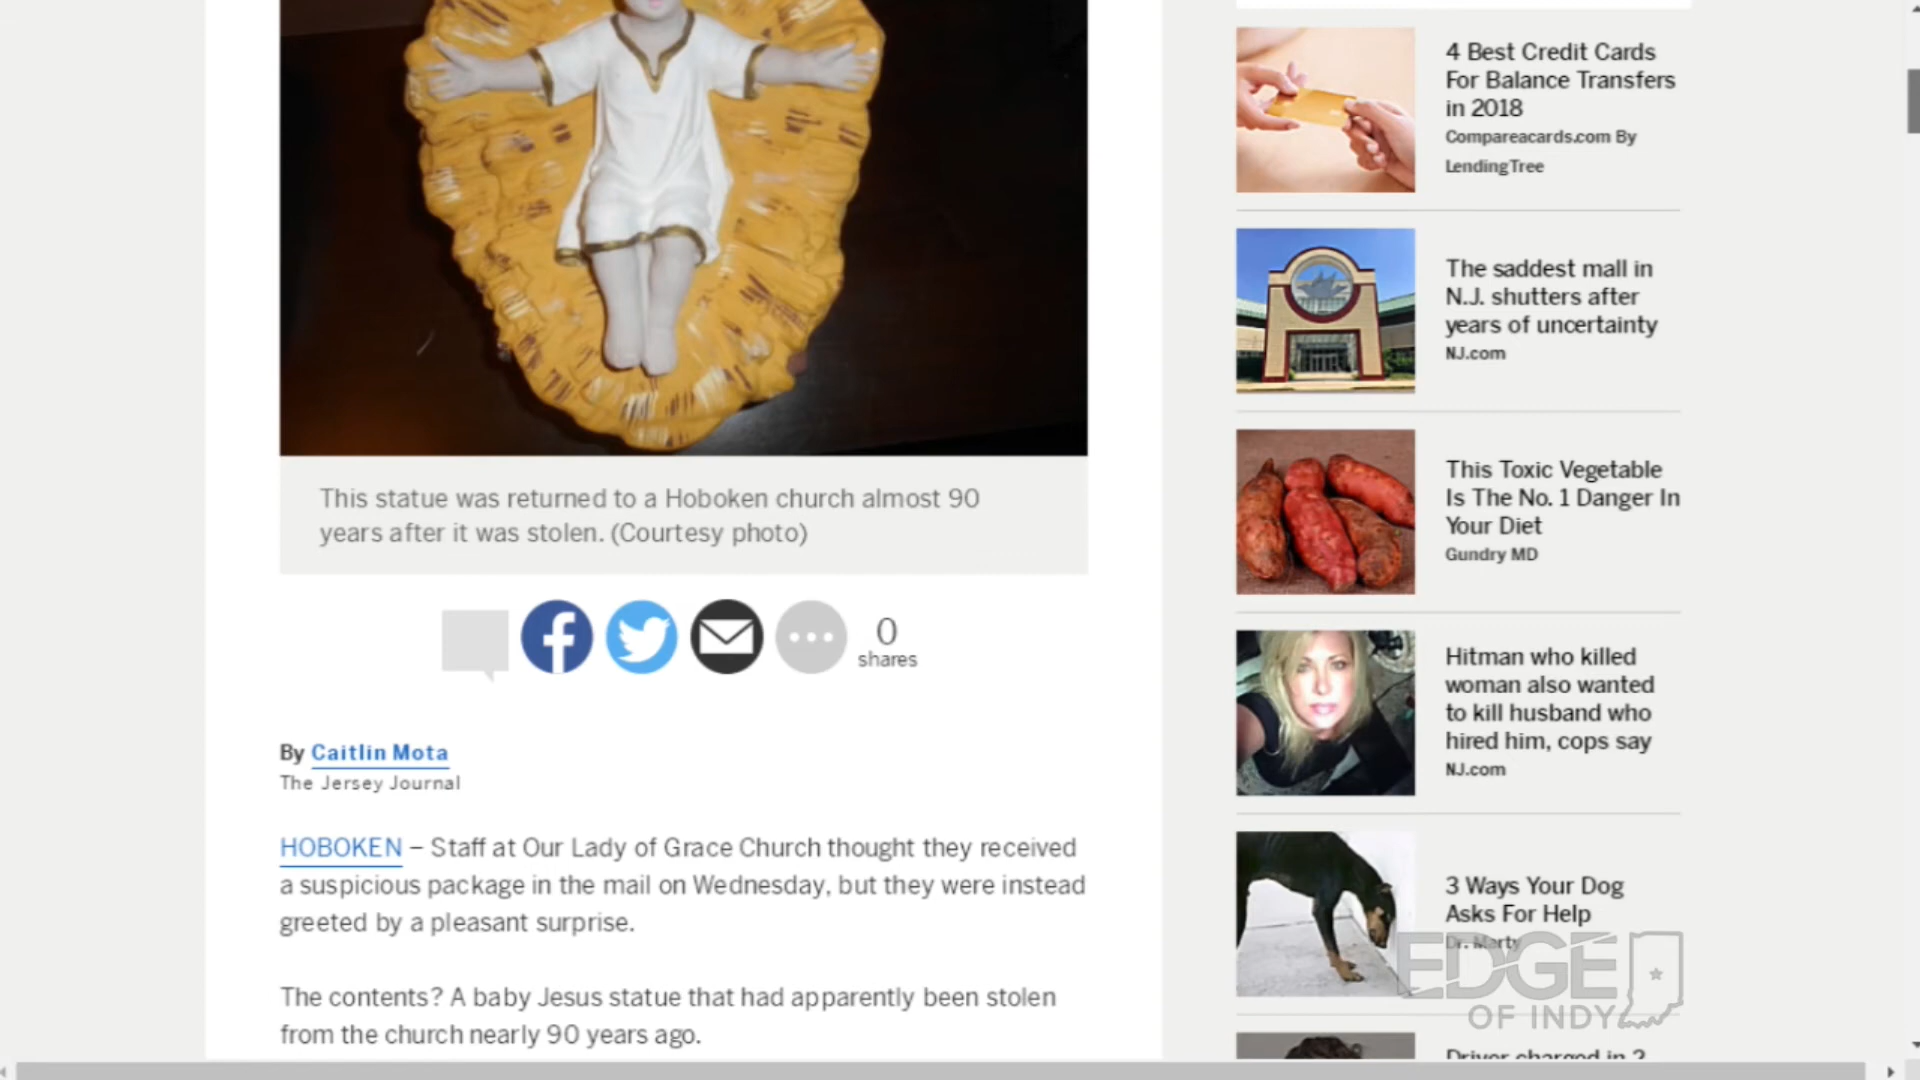 This statue was returned to a Hoboken church almost 90
years after it was stolen. (Courtesy photo)
0
shares
By Caitlin Mota
The Jersey Journal
HOBOKEN – Staff at Our Lady of Grace Church thought they received
a suspicious package in the mail on Wednesday, but they were instead
greeted by a pleasant surprise.
The contents? A baby Jesus statue that had apparently been stolen
from the church nearly 90 years ago.
4 Best Credit Cards
For Balance Transfers
in 2018
Compareacards.com By
LendingTree
The saddest mall in
N.J. shutters after
years of uncertainty
NJ.com
This Toxic Vegetable
Is The No. 1 Danger In
Your Diet
Gundry MD
Hitman who killed
woman also wanted
to kill husband who
hired him, cops say
NJ.com
3 Ways Your Dog
Asks For Help
Dr. Marty
EDGE
OF INDY
Driver charged in 2